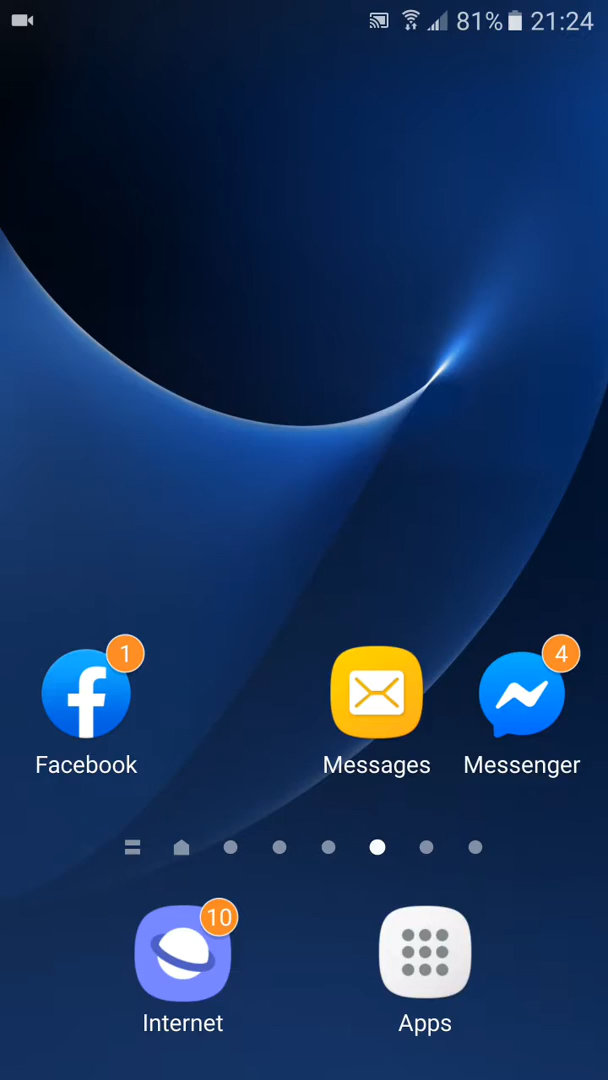 81% 21:24
1
4
Facebook
Messages
Messenger
10
Internet
Apps